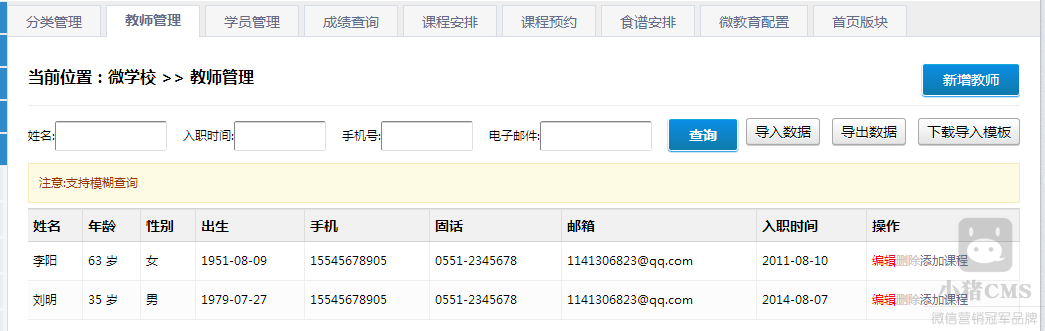 分类管理 教师管理 学员管理 成绩查询 课程安排 课程预约 食谱安排 微教育配置 首页版块
当前位置：微学校 >> 教师管理 新增教师
姓名: 入职时间: 手机号: 电子邮件: 查询 导入数据 导出数据 下载导入模板
注意:支持模糊查询
姓名 年龄 性别 出生 手机 固话 邮箱 入职时间 操作
李阳 63 岁 女 1951-08-09 15545678905 0551-2345678 1141306823@qq.com 2011-08-10 编辑删除添加课程
刘明 35 岁 男 1979-07-27 15545678905 0551-2345678 1141306823@qq.com 2014-08-07 编辑删除添加课程
小猪CMS
微信营销冠军品牌